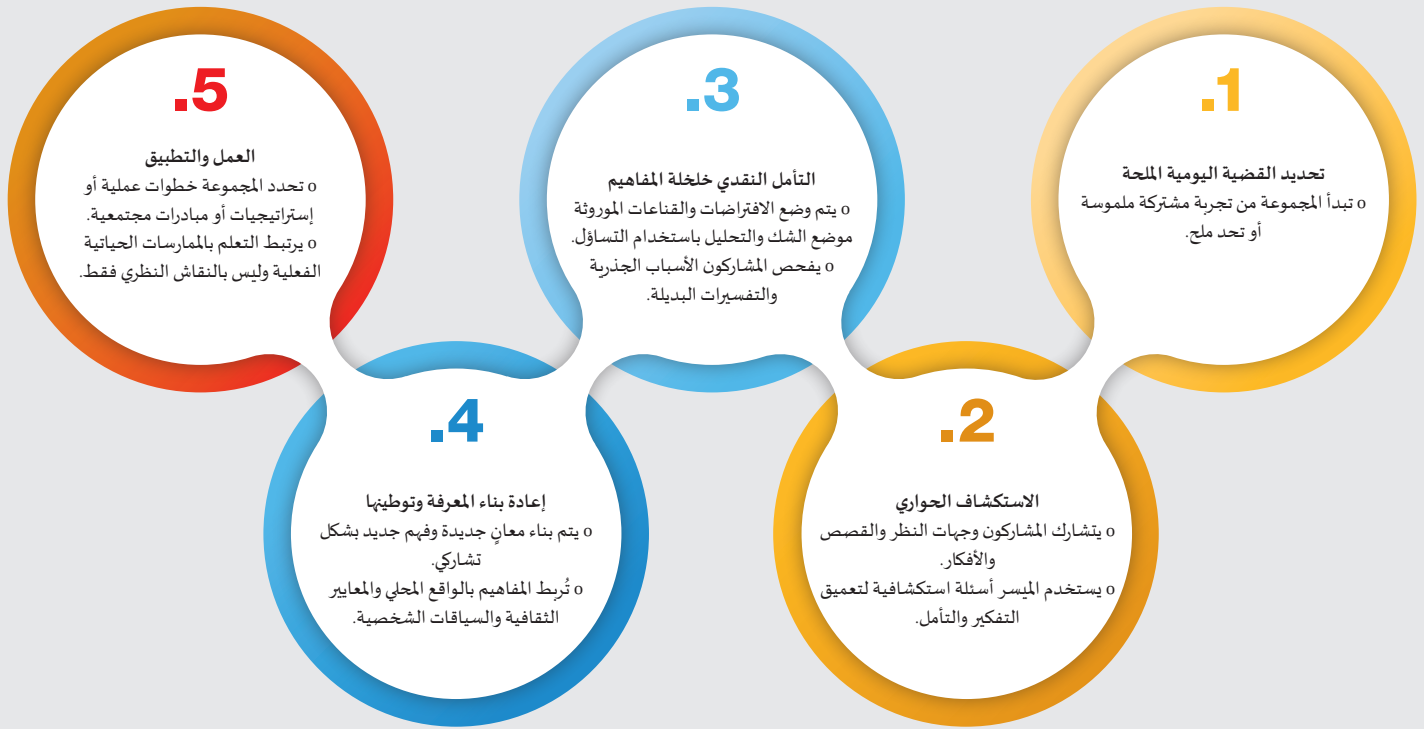 1.
تحديد القضية اليومية الملحة
o تبدأ المجموعة من تجربة مشتركة ملموسة
أو تحد ملح.
2.
الاستكشاف الحواري
o يتشارك المشاركون وجهات النظر والقصص
والأفكار.
o يستخدم الميسر أسئلة استكشافية لتعميق
التفكير والتأمل.
3.
التأمل النقدي خلخلة المفاهيم
o يتم وضع الافتراضات والقناعات الموروثة
موضع الشك والتحليل باستخدام التساؤل.
o يفحص المشاركون الأسباب الجذرية
والتفسيرات البديلة.
4.
إعادة بناء المعرفة وتوطينها
o يتم بناء معانٍ جديدة وفهم جديد بشكل
تشاركي.
o تُربط المفاهيم بالواقع المحلي والمعايير
الثقافية والسياقات الشخصية.
5.
العمل والتطبيق
o تحدد المجموعة خطوات عملية أو
إستراتيجيات أو مبادرات مجتمعية.
o يرتبط التعلم بالممارسات الحياتية
الفعلية وليس بالنقاش النظري فقط.